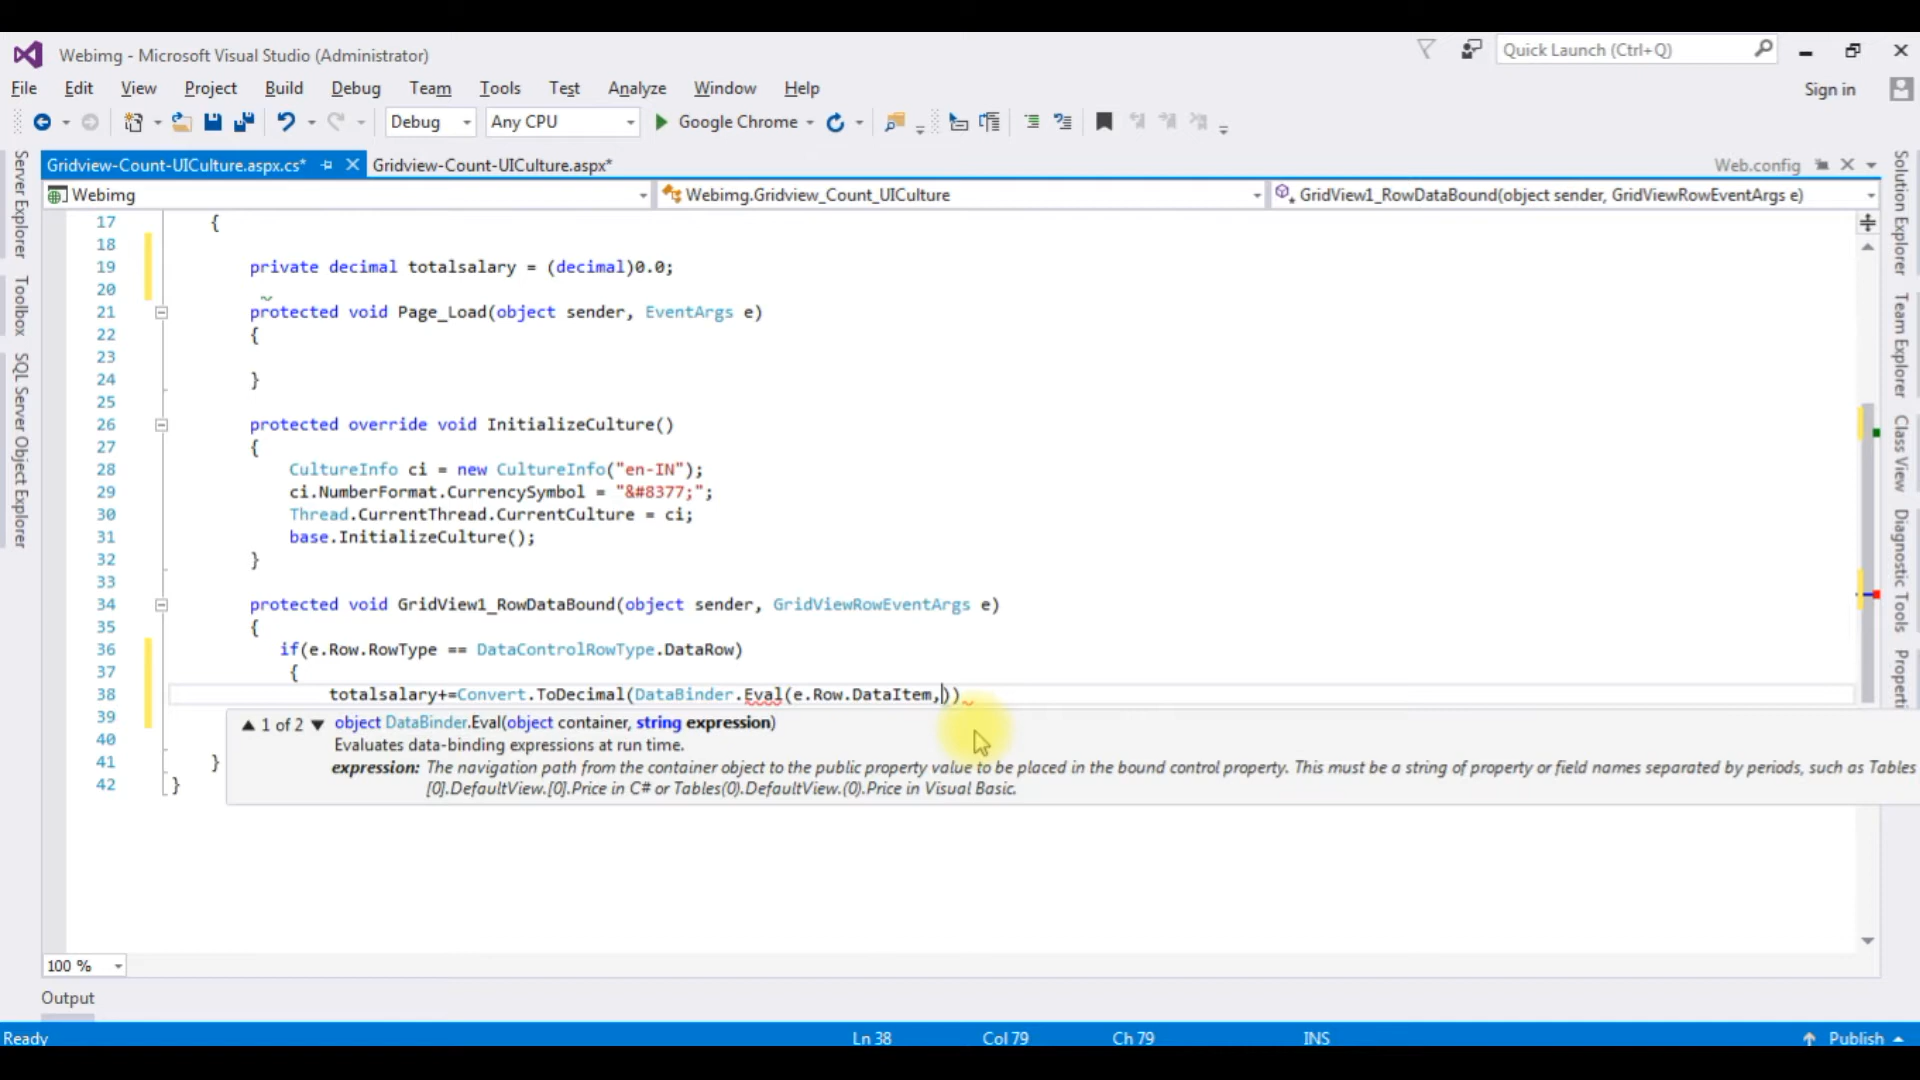 Webimg - Microsoft Visual Studio (Administrator)
Quick Launch (Ctrl+Q)
File Edit View Project Build Debug Team Tools Test Analyze Window Help
Sign in
Debug Any CPU Google Chrome
Gridview-Count-UICulture.aspx.cs* Gridview-Count-UICulture.aspx* Web.config
Webimg Webimg.Gridview_Count_UICulture GridView1_RowDataBound(object sender, GridViewRowEventArgs e)
Server Explorer
Toolbox
SQL Server Object Explorer
17 {
18
19 private decimal totalsalary = (decimal)0.0;
20
21 protected void Page_Load(object sender, EventArgs e)
22 {
23
24 }
25
26 protected override void InitializeCulture()
27 {
28 CultureInfo ci = new CultureInfo("en-IN");
29 ci.NumberFormat.CurrencySymbol = "&#8377;";
30 Thread.CurrentThread.CurrentCulture = ci;
31 base.InitializeCulture();
32 }
33
34 protected void GridView1_RowDataBound(object sender, GridViewRowEventArgs e)
35 {
36 if(e.Row.RowType == DataControlRowType.DataRow)
37 {
38 totalsalary+=Convert.ToDecimal(DataBinder.Eval(e.Row.DataItem,))
39
40
41 }
42 }
1 of 2 object DataBinder.Eval(object container, string expression)
Evaluates data-binding expressions at run time.
expression: The navigation path from the container object to the public property value to be placed in the bound control property. This must be a string of property or field names separated by periods, such as Tables
[0].DefaultView.[0].Price in C# or Tables(0).DefaultView.(0).Price in Visual Basic.
Solution Explorer
Team Explorer
Class View
Diagnostic Tools
100 %
Output
Ready Ln 38 Col 79 Ch 79 INS Publish